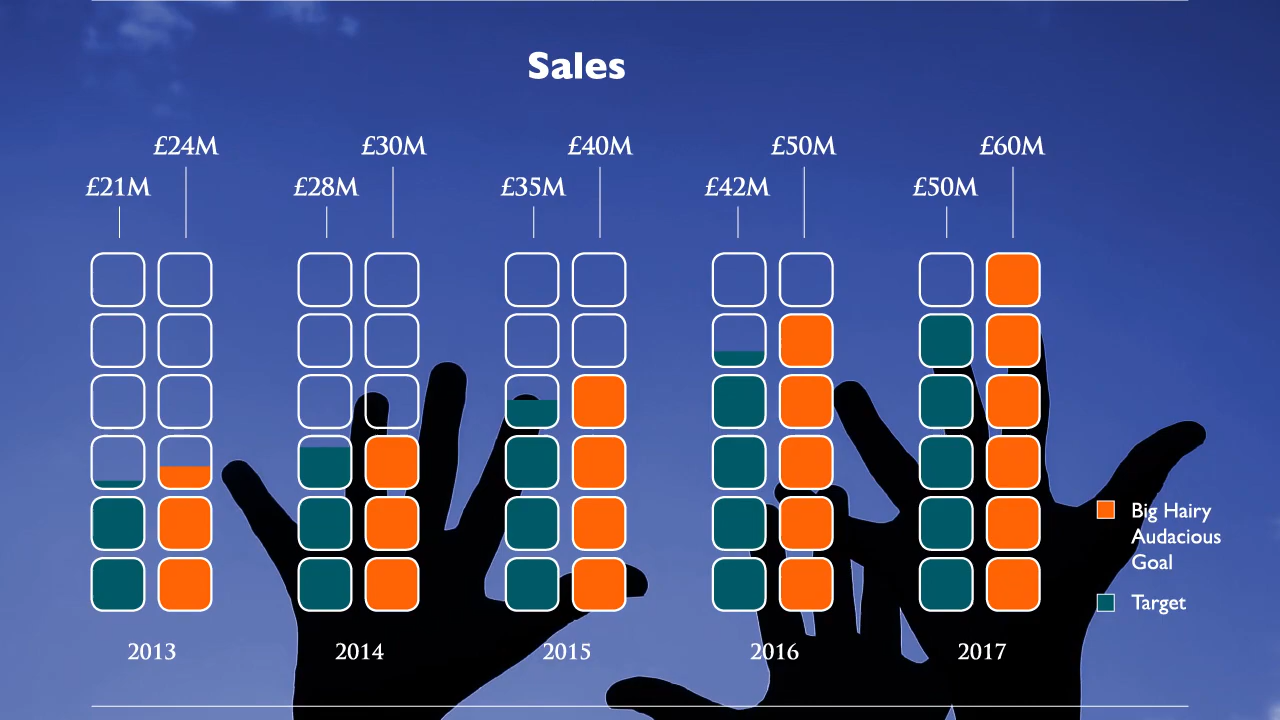 Sales
£24M
£30M
£40M
£50M
£60M
£21M
£28M
£35M
£42M
£50M
Big Hairy
Audacious
Goal
Target
2013
2014
2015
2016
2017